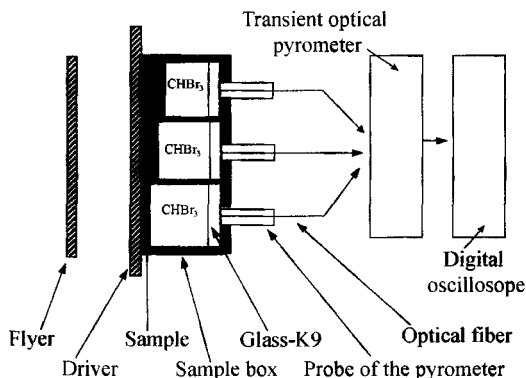 Transient optical
pyrometer
CHBr₃
CHBr₃
CHBr₃
Digital
oscillosope
Flyer
Sample
Glass-K9
Optical fiber
Driver
Sample box
Probe of the pyrometer